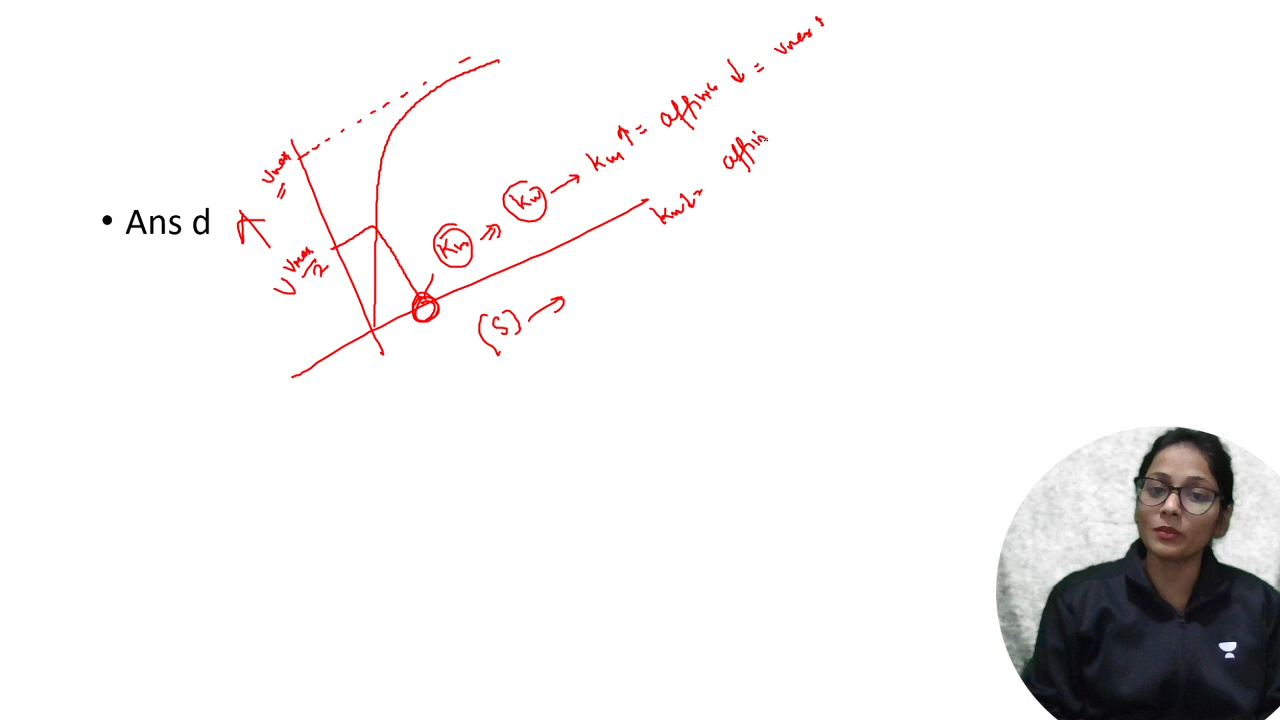 • Ans d
Vmax
Vmax/2
V
Km
Km
Km ↑ = affinity ↓ = Vmax ↑
Km ↓ = affin
[S] →